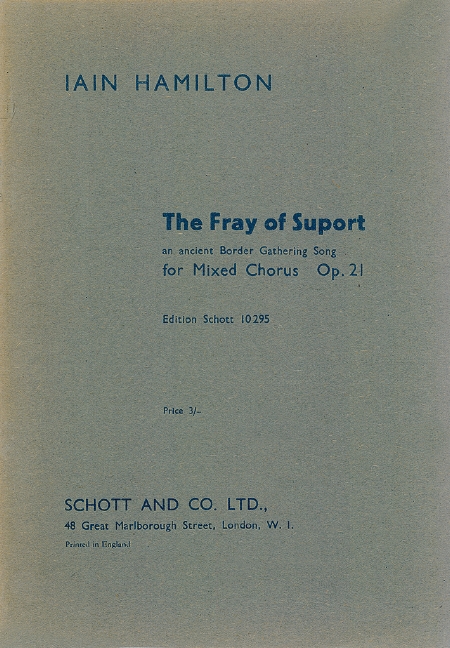 IAIN HAMILTON
The Fray of Suport
an ancient Border Gathering Song
for Mixed Chorus Op. 21
Edition Schott 10295
Price 3/-
SCHOTT AND CO. LTD.,
48 Great Marlborough Street, London, W. 1.
Printed in England